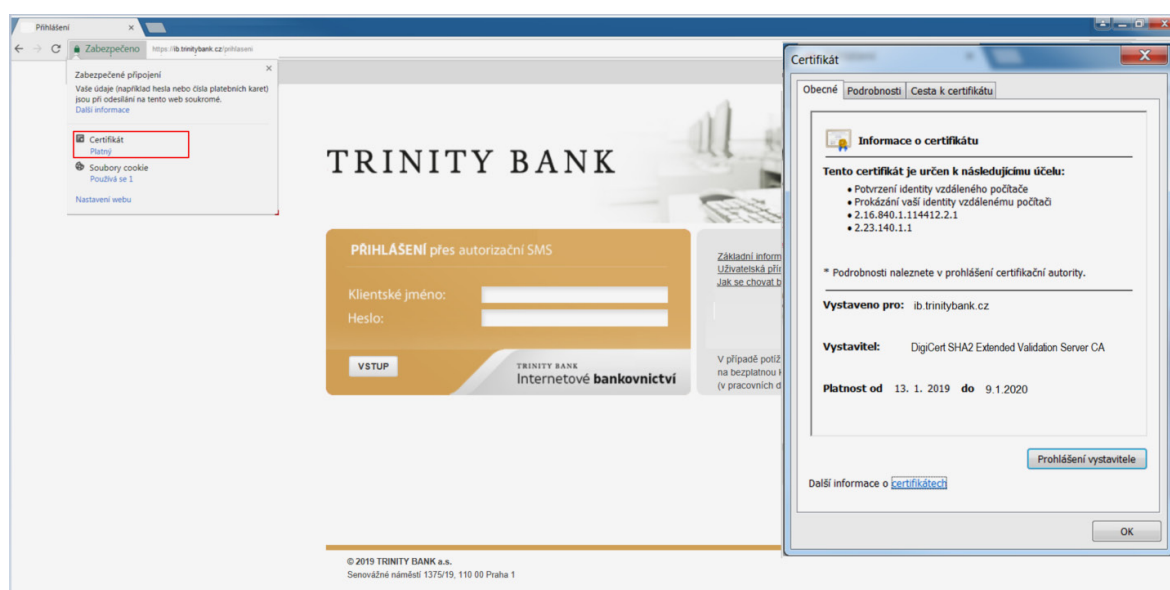 Přihlášení
Zabezpečeno
https://ib.trinitybank.cz/prihlaseni
Zabezpečené připojení
Vaše údaje (například hesla nebo čísla platebních karet)
jsou při odesílání na tento web soukromé.
Další informace
Certifikát
Platný
Soubory cookie
Používá se 1
Nastavení webu
TRINITY BANK
PŘIHLÁŠENÍ přes autorizační SMS
Klientské jméno:
Heslo:
VSTUP
TRINITY BANK
Internetové bankovnictví
Základní inform
Uživatelská přír
Jak se chovat b
V případě potíž
na bezplatnou
(v pracovních d
© 2019 TRINITY BANK a.s.
Senovážné náměstí 1375/19, 110 00 Praha 1
Certifikát
Obecné
Podrobnosti
Cesta k certifikátu
Informace o certifikátu
Tento certifikát je určen k následujícímu účelu:
• Potvrzení identity vzdáleného počítače
• Prokázání vaší identity vzdálenému počítači
• 2.16.840.1.114412.2.1
• 2.23.140.1.1
* Podrobnosti naleznete v prohlášení certifikační autority.
Vystaveno pro: ib.trinitybank.cz
Vystavitel: DigiCert SHA2 Extended Validation Server CA
Platnost od 13. 1. 2019 do 9.1.2020
Prohlášení vystavitele
Další informace o certifikátech
OK